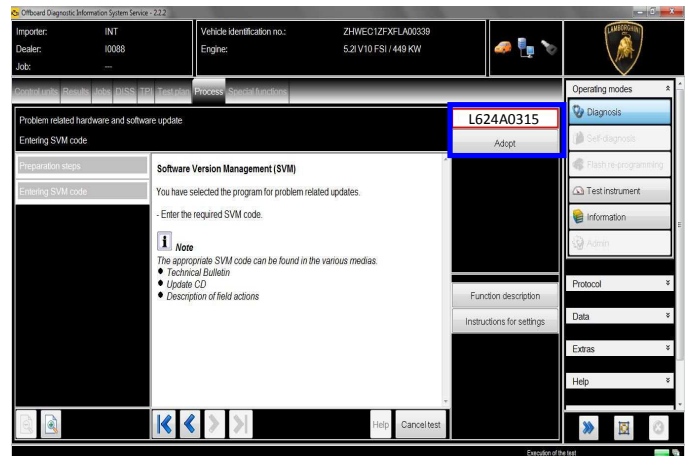 Offboard Diagnostic Information System Service - 2.2.2
Importer: INT
Dealer: I0088
Job: ---
Vehicle identification no.: ZHWEC1ZFXFLA00339
Engine: 5.2l V10 FSI / 449 KW
LAMBORGHINI
Control units Results Jobs DISS TPI Test plan Process Special functions
Problem related hardware and software update
Entering SVM code
L624A0315
Adopt
Preparation steps
Entering SVM code
Software Version Management (SVM)
You have selected the program for problem related updates.
- Enter the required SVM code.
i Note
The appropriate SVM code can be found in the various medias.
● Technical Bulletin
● Update CD
● Description of field actions
Function description
Instructions for settings
Help
Cancel test
Operating modes
Diagnosis
Self-diagnosis
Flash re-programming
Test instrument
Information
Admin
Protocol
Data
Extras
Help
Execution of the test